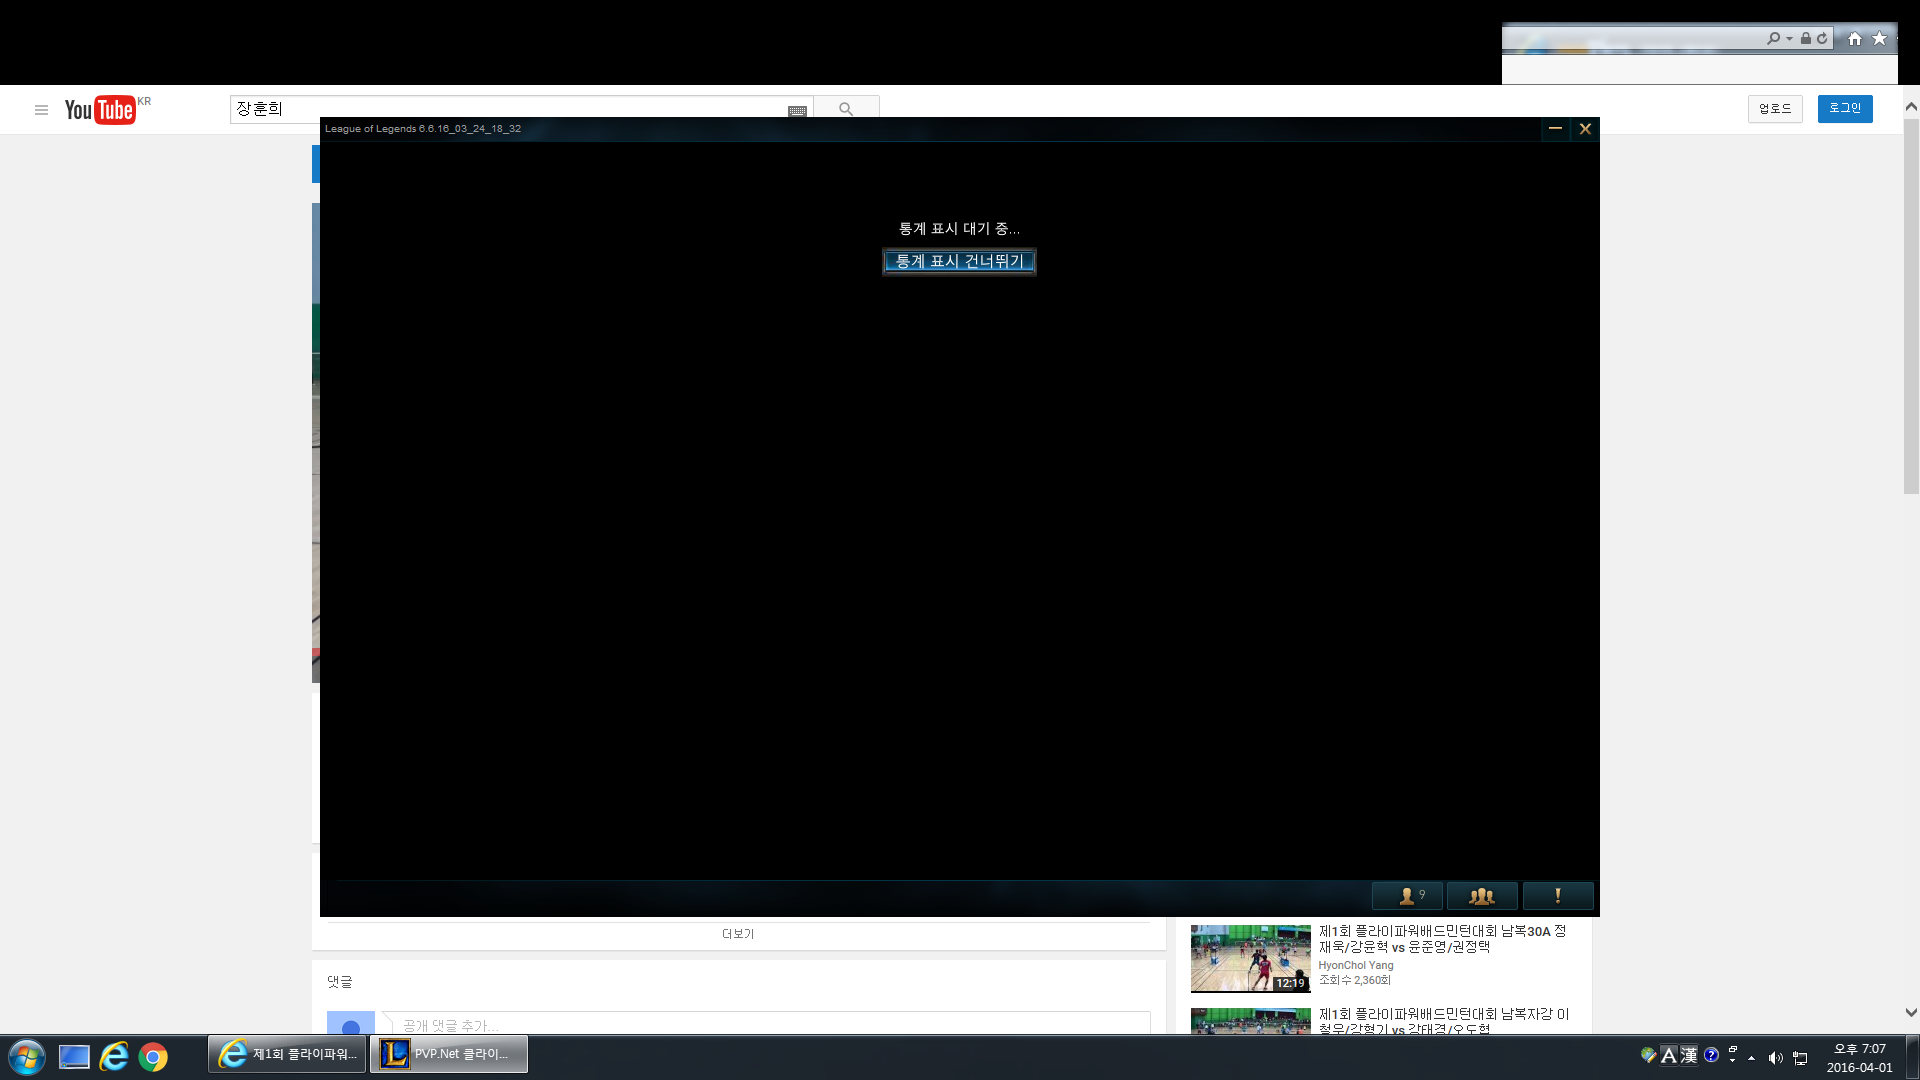 YouTube KR
장훈희
업로드
로그인
League of Legends 6.6.16_03_24_18_32
통계 표시 대기 중...
통계 표시 건너뛰기
9
더보기
댓글
공개 댓글 추가...
12:19
제1회 플라이파워배드민턴대회 남복30A 정
재욱/강윤혁 vs 윤준영/권정택
HyonChol Yang
조회수 2,360회
제1회 플라이파워배드민턴대회 남복자강 이
철우/강형기 vs 강태경/오도협
제1회 플라이파워...
PVP.Net 클라이...
A 漢
오후 7:07
2016-04-01